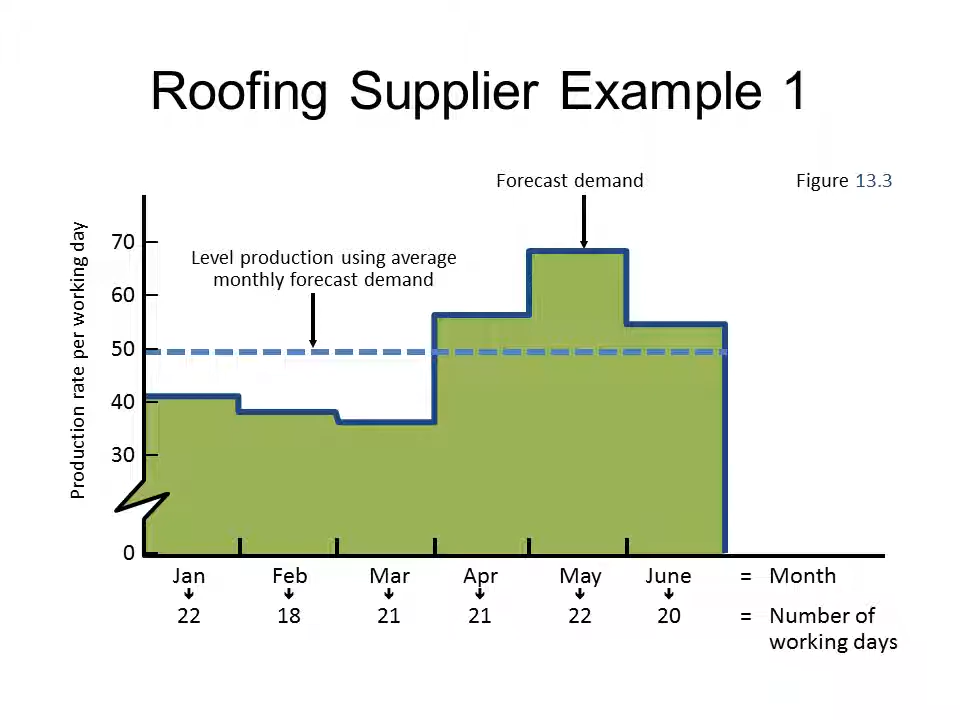 Roofing Supplier Example 1
Forecast demand
Figure 13.3
Level production using average
monthly forecast demand
Production rate per working day
70
60
50
40
30
0
Jan Feb Mar Apr May June = Month
22 18 21 21 22 20 = Number of
working days